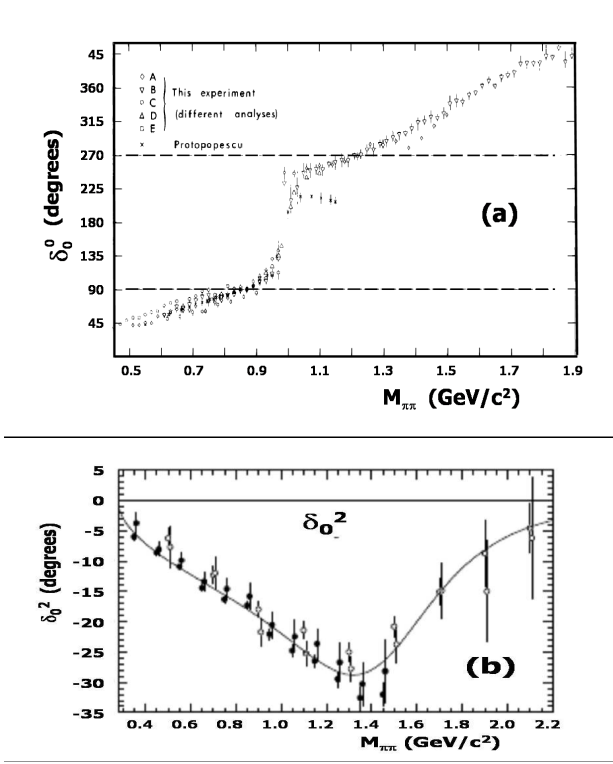 45
360
315
270
225
180
135
90
45
δ₀⁰ (degrees)
◇ A
▽ B
○ C
△ D
□ E
This experiment
(different analyses)
× Protopopescu
(a)
0.5 0.7 0.9 1.1 1.3 1.5 1.7 1.9
M_ππ (GeV/c²)
5
0
-5
-10
-15
-20
-25
-30
-35
δ₀² (degrees)
δ₀²
(b)
0.4 0.6 0.8 1.0 1.2 1.4 1.6 1.8 2.0 2.2
M_ππ (GeV/c²)